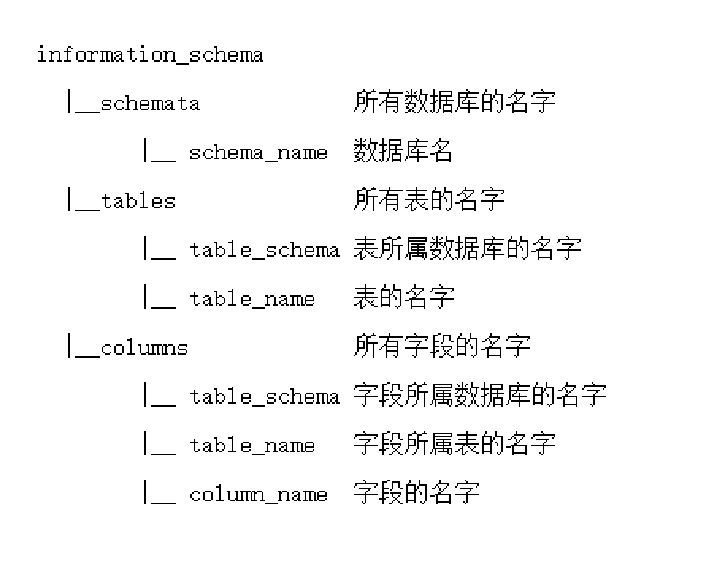 information_schema
|__schemata 所有数据库的名字
|__ schema_name 数据库名
|__tables 所有表的名字
|__ table_schema 表所属数据库的名字
|__ table_name 表的名字
|__columns 所有字段的名字
|__ table_schema 字段所属数据库的名字
|__ table_name 字段所属表的名字
|__ column_name 字段的名字